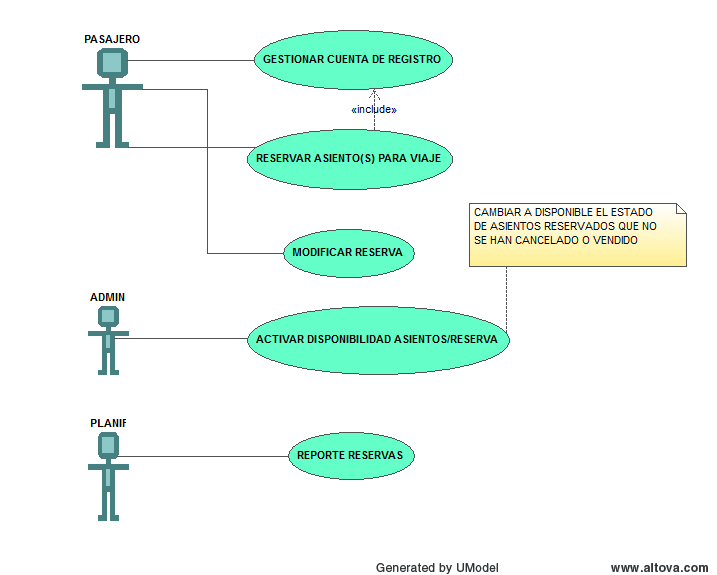 PASAJERO
GESTIONAR CUENTA DE REGISTRO
«include»
RESERVAR ASIENTO(S) PARA VIAJE
CAMBIAR A DISPONIBLE EL ESTADO
DE ASIENTOS RESERVADOS QUE NO
SE HAN CANCELADO O VENDIDO
MODIFICAR RESERVA
ADMIN
ACTIVAR DISPONIBILIDAD ASIENTOS/RESERVA
PLANIF
REPORTE RESERVAS
Generated by UModel
www.altova.com